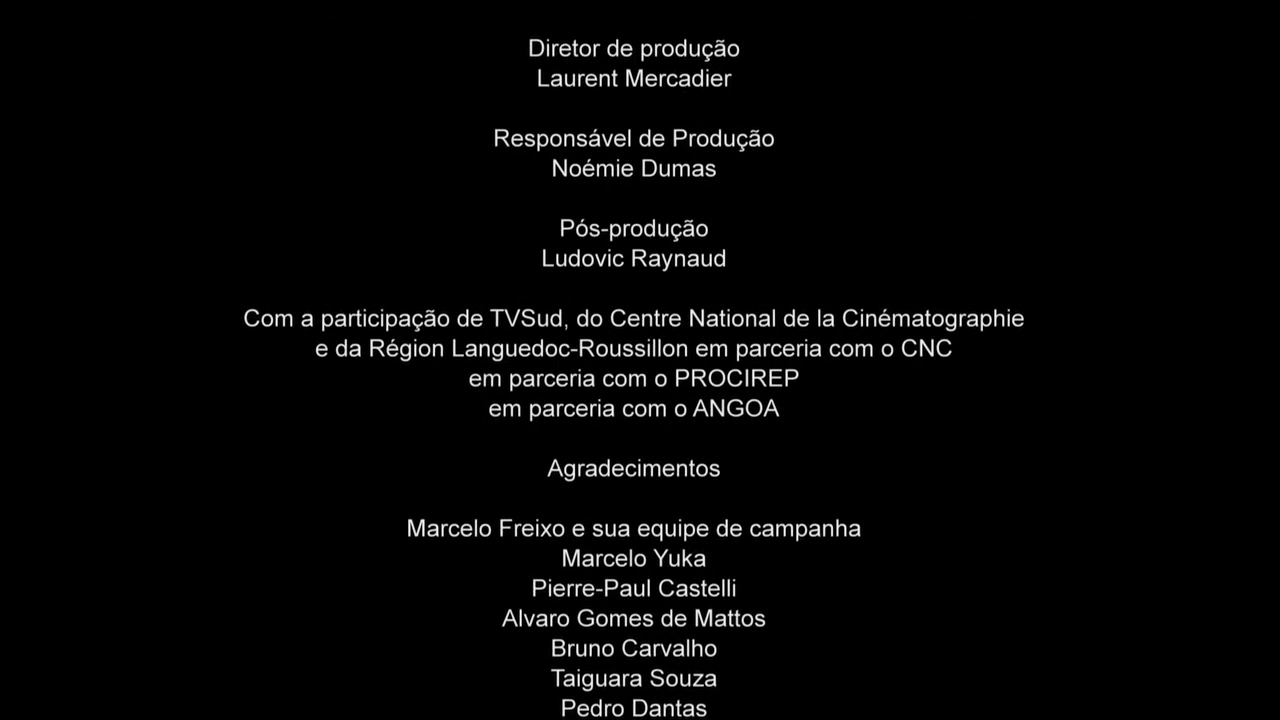 Diretor de produção
Laurent Mercadier
Responsável de Produção
Noémie Dumas
Pós-produção
Ludovic Raynaud
Com a participação de TVSud, do Centre National de la Cinématographie
e da Région Languedoc-Roussillon em parceria com o CNC
em parceria com o PROCIREP
em parceria com o ANGOA
Agradecimentos
Marcelo Freixo e sua equipe de campanha
Marcelo Yuka
Pierre-Paul Castelli
Alvaro Gomes de Mattos
Bruno Carvalho
Taiguara Souza
Pedro Dantas